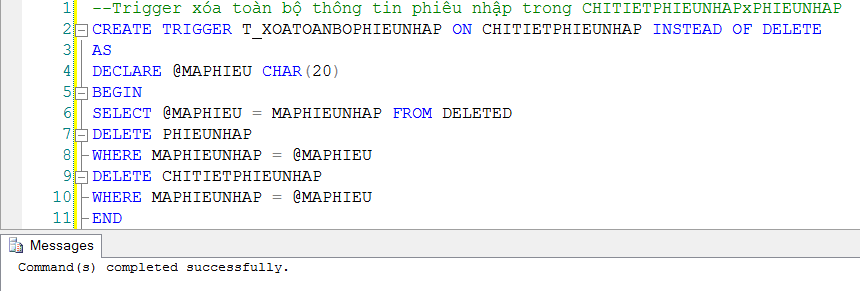 1 --Trigger xóa toàn bộ thông tin phiếu nhập trong CHITIETPHIEUNHAPxPHIEUNHAP
2 CREATE TRIGGER T_XOATOANBOPHIEUNHAP ON CHITIETPHIEUNHAP INSTEAD OF DELETE
3 AS
4 DECLARE @MAPHIEU CHAR(20)
5 BEGIN
6 SELECT @MAPHIEU = MAPHIEUNHAP FROM DELETED
7 DELETE PHIEUNHAP
8 WHERE MAPHIEUNHAP = @MAPHIEU
9 DELETE CHITIETPHIEUNHAP
10 WHERE MAPHIEUNHAP = @MAPHIEU
11 END
Messages
Command(s) completed successfully.